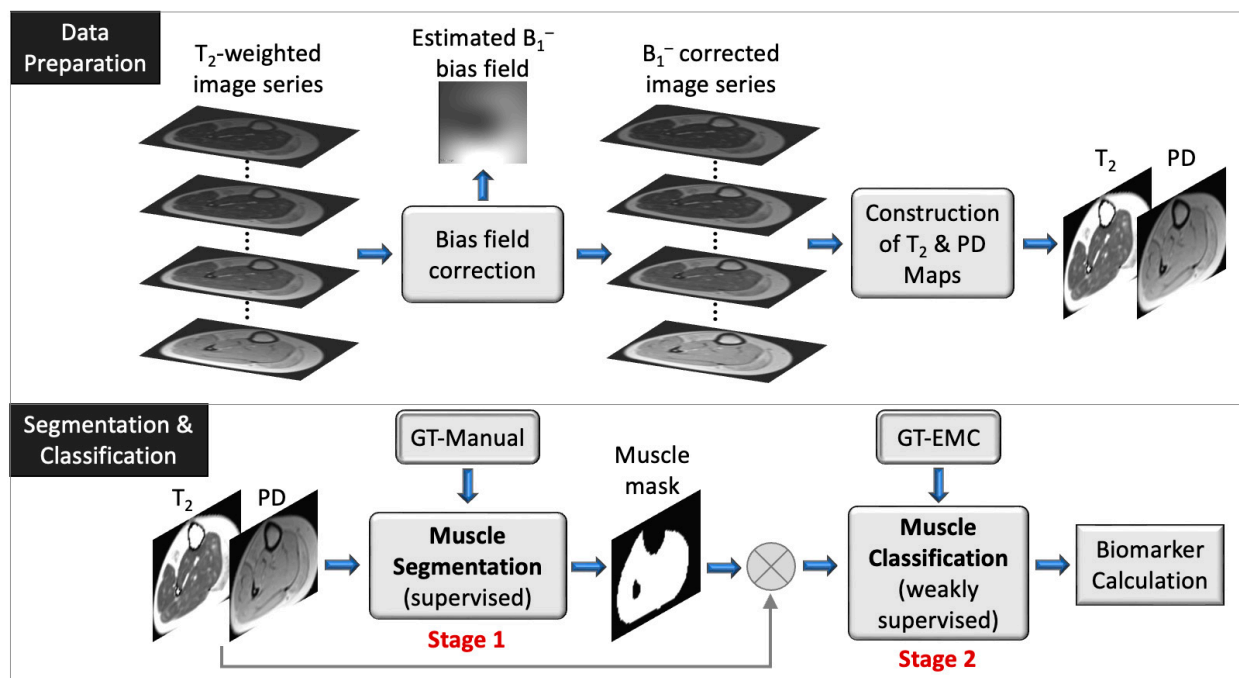 Data
Preparation
T₂-weighted
image series
Estimated B₁⁻
bias field
B₁⁻ corrected
image series
Bias field
correction
Construction
of T₂ & PD
Maps
T₂
PD
Segmentation &
Classification
T₂
PD
GT-Manual
Muscle
Segmentation
(supervised)
Stage 1
Muscle
mask
GT-EMC
Muscle
Classification
(weakly
supervised)
Stage 2
Biomarker
Calculation